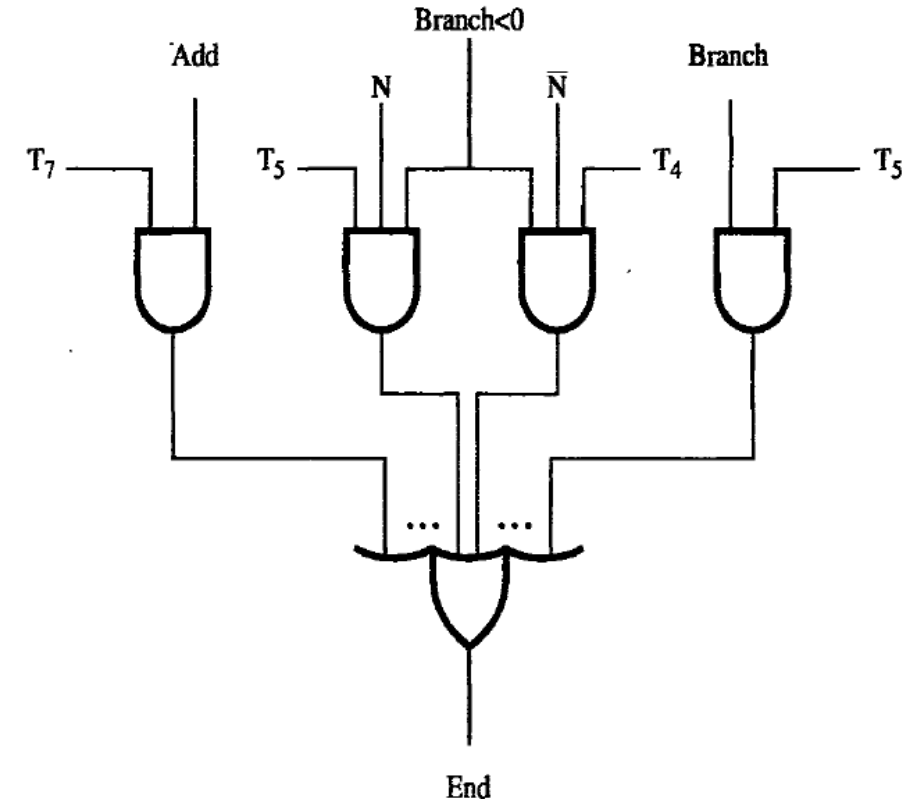 Branch<0
Add
Branch
N
N̅
T₇
T₅
T₄
T₅
...
...
End